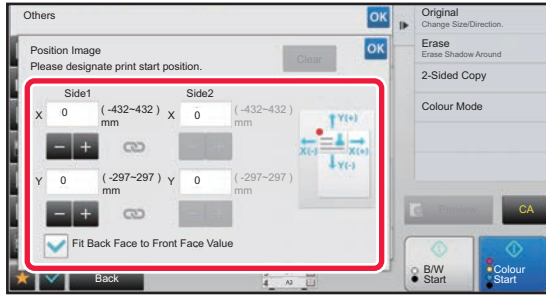 Others
OK
Position Image
Please designate print start position.
Clear
OK
Side1
Side2
X
0
( -432~432 )
mm
X
0
( -432~432 )
mm
Y(+)
X(-)
X(+)
Y(-)
Y
0
( -297~297 )
mm
Y
0
( -297~297 )
mm
Fit Back Face to Front Face Value
Back
A3
Original
Change Size/Direction.
Erase
Erase Shadow Around
2-Sided Copy
Colour Mode
CA
B/W
Start
Colour
Start